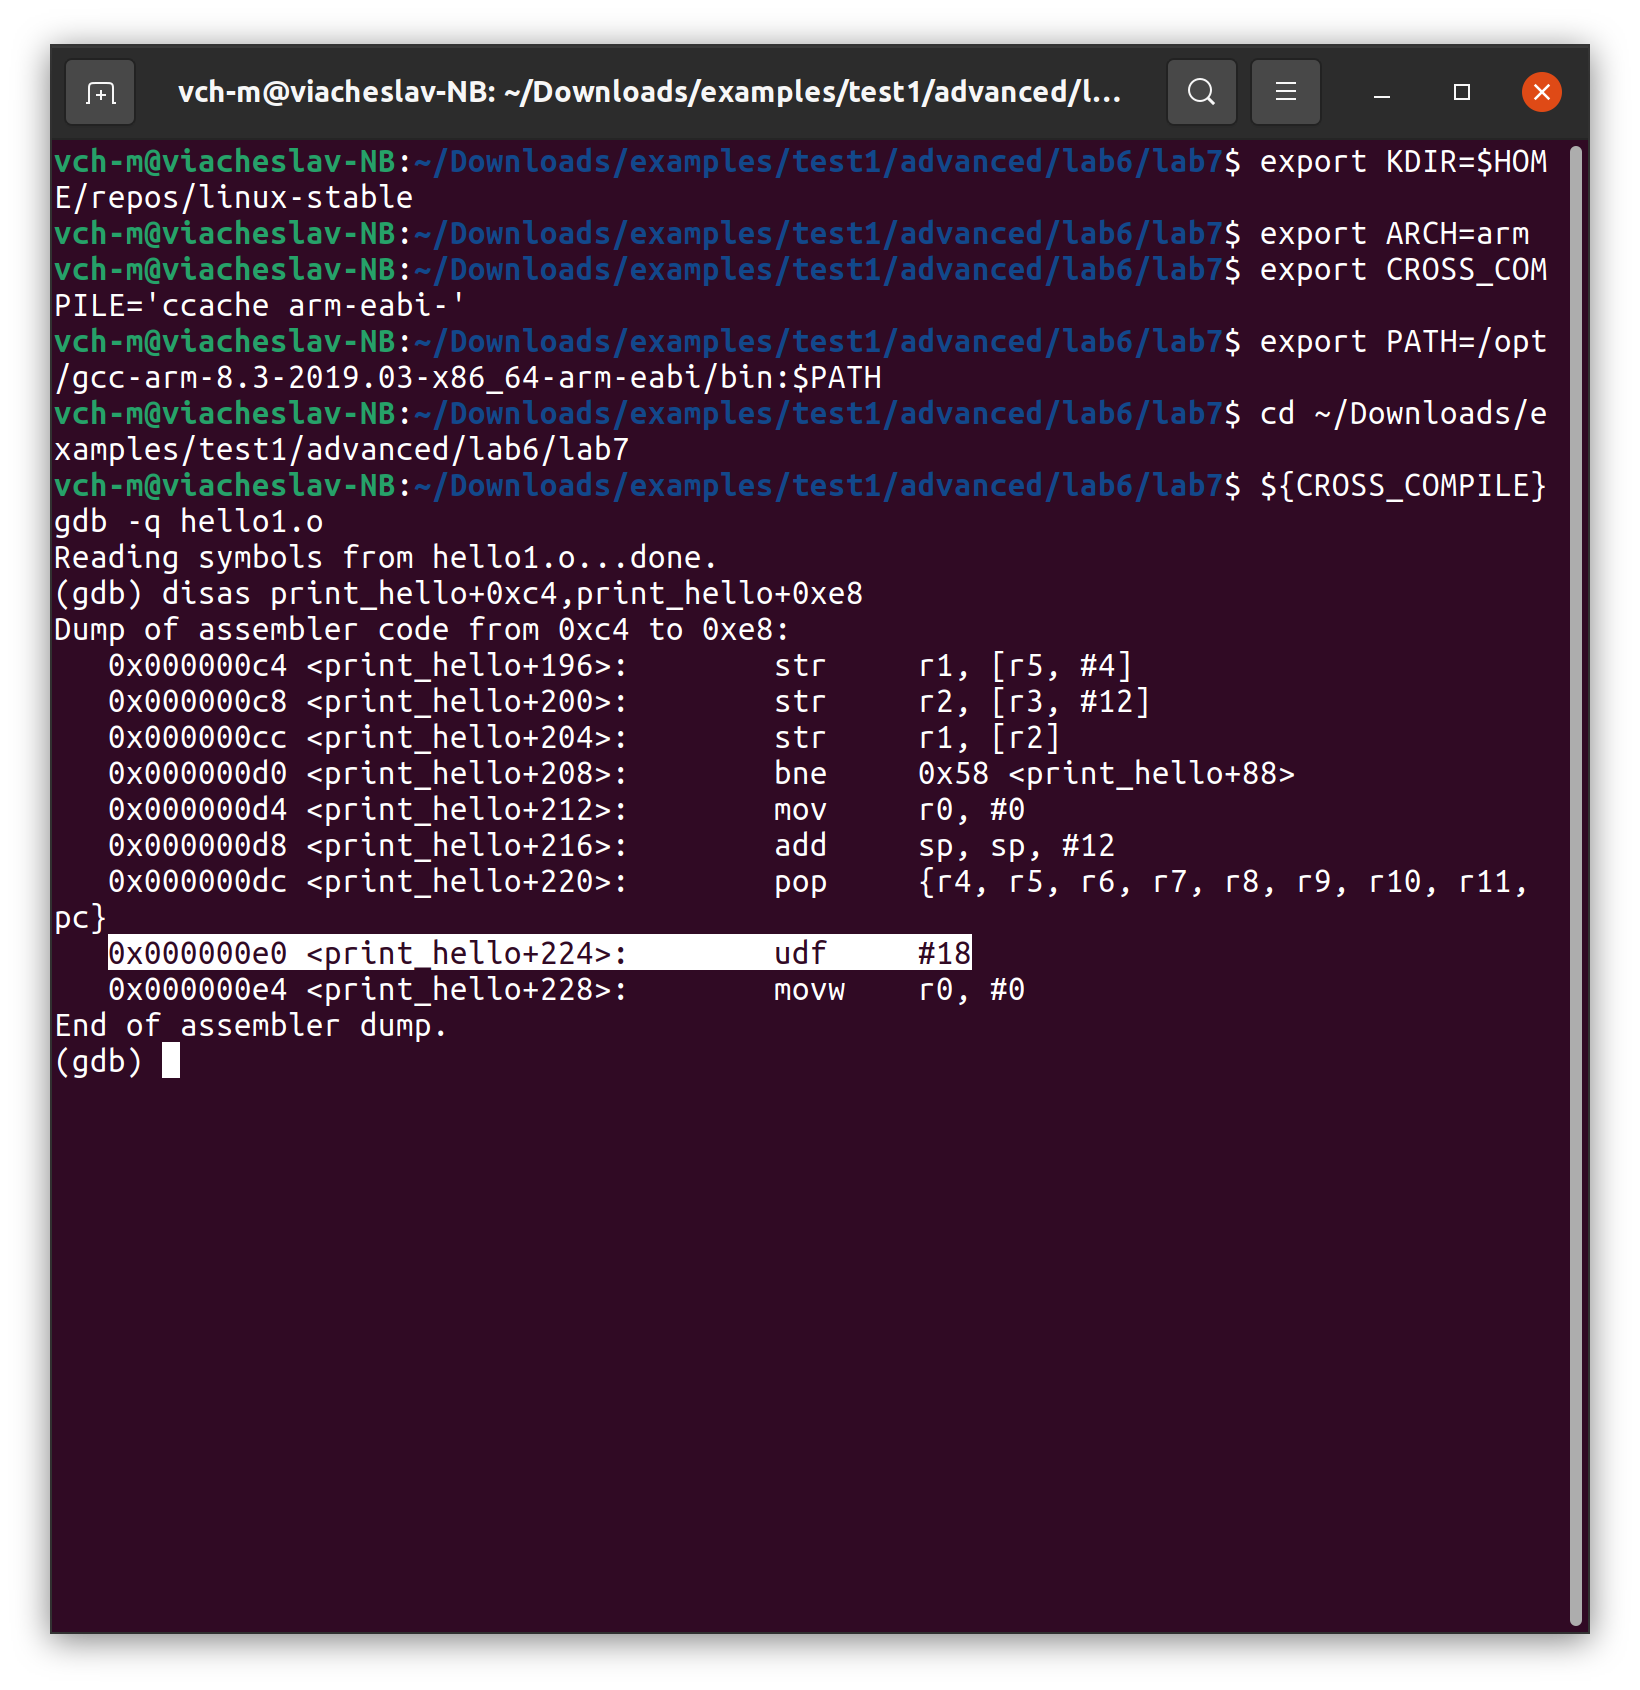 vch-m@viacheslav-NB: ~/Downloads/examples/test1/advanced/l...
vch-m@viacheslav-NB:~/Downloads/examples/test1/advanced/lab6/lab7$ export KDIR=$HOM
E/repos/linux-stable
vch-m@viacheslav-NB:~/Downloads/examples/test1/advanced/lab6/lab7$ export ARCH=arm
vch-m@viacheslav-NB:~/Downloads/examples/test1/advanced/lab6/lab7$ export CROSS_COM
PILE='ccache arm-eabi-'
vch-m@viacheslav-NB:~/Downloads/examples/test1/advanced/lab6/lab7$ export PATH=/opt
/gcc-arm-8.3-2019.03-x86_64-arm-eabi/bin:$PATH
vch-m@viacheslav-NB:~/Downloads/examples/test1/advanced/lab6/lab7$ cd ~/Downloads/e
xamples/test1/advanced/lab6/lab7
vch-m@viacheslav-NB:~/Downloads/examples/test1/advanced/lab6/lab7$ ${CROSS_COMPILE}
gdb -q hello1.o
Reading symbols from hello1.o...done.
(gdb) disas print_hello+0xc4,print_hello+0xe8
Dump of assembler code from 0xc4 to 0xe8:
   0x000000c4 <print_hello+196>:        str     r1, [r5, #4]
   0x000000c8 <print_hello+200>:        str     r2, [r3, #12]
   0x000000cc <print_hello+204>:        str     r1, [r2]
   0x000000d0 <print_hello+208>:        bne     0x58 <print_hello+88>
   0x000000d4 <print_hello+212>:        mov     r0, #0
   0x000000d8 <print_hello+216>:        add     sp, sp, #12
   0x000000dc <print_hello+220>:        pop     {r4, r5, r6, r7, r8, r9, r10, r11,
pc}
   0x000000e0 <print_hello+224>:        udf     #18
   0x000000e4 <print_hello+228>:        movw    r0, #0
End of assembler dump.
(gdb)